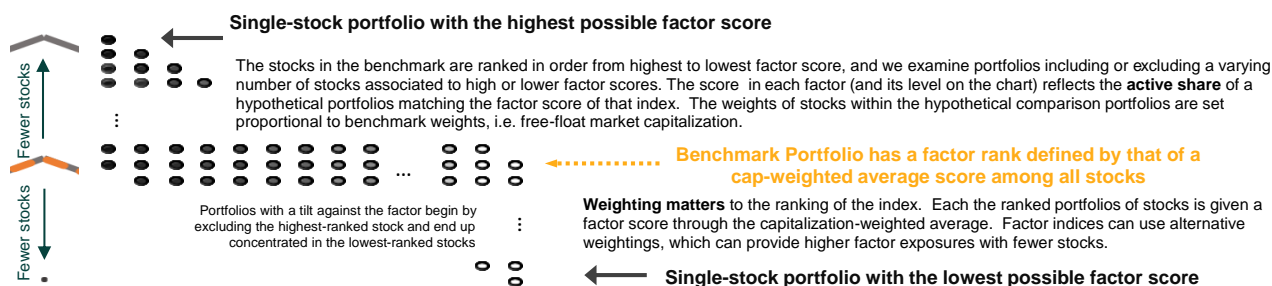 Single-stock portfolio with the highest possible factor score
Fewer stocks
The stocks in the benchmark are ranked in order from highest to lowest factor score, and we examine portfolios including or excluding a varying
number of stocks associated to high or lower factor scores. The score in each factor (and its level on the chart) reflects the active share of a
hypothetical portfolios matching the factor score of that index. The weights of stocks within the hypothetical comparison portfolios are set
proportional to benchmark weights, i.e. free-float market capitalization.
...
...
Benchmark Portfolio has a factor rank defined by that of a
cap-weighted average score among all stocks
Fewer stocks
Portfolios with a tilt against the factor begin by
excluding the highest-ranked stock and end up
concentrated in the lowest-ranked stocks
...
Weighting matters to the ranking of the index. Each the ranked portfolios of stocks is given a
factor score through the capitalization-weighted average. Factor indices can use alternative
weightings, which can provide higher factor exposures with fewer stocks.
Single-stock portfolio with the lowest possible factor score